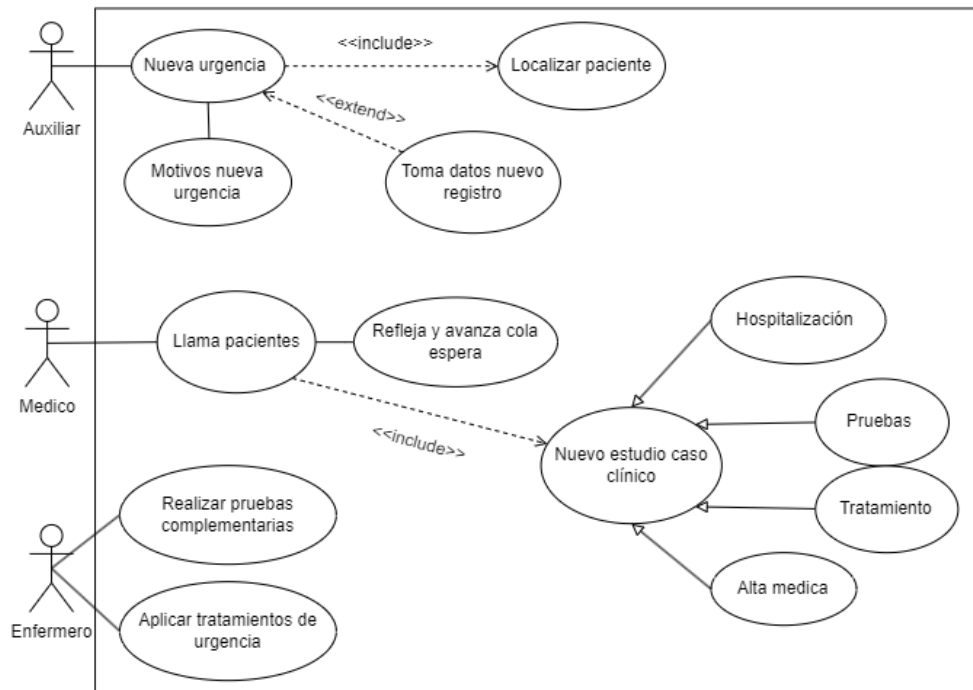 <<include>>
Nueva urgencia
Localizar paciente
<<extend>>
Auxiliar
Motivos nueva
urgencia
Toma datos nuevo
registro
Hospitalización
Llama pacientes
Refleja y avanza cola
espera
Medico
Pruebas
<<include>>
Nuevo estudio caso
clínico
Realizar pruebas
complementarias
Tratamiento
Alta medica
Enfermero
Aplicar tratamientos de
urgencia